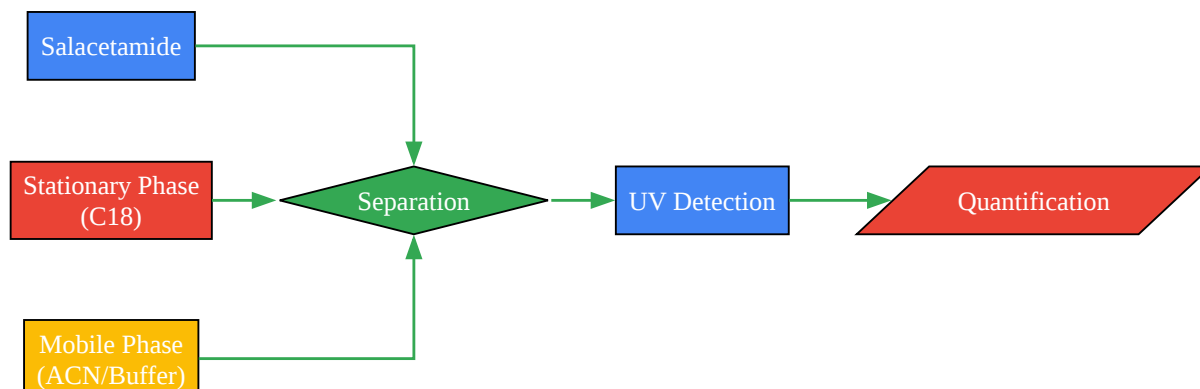 Salacetamide
Stationary Phase
(C18)
Separation
UV Detection
Quantification
Mobile Phase
(ACN/Buffer)